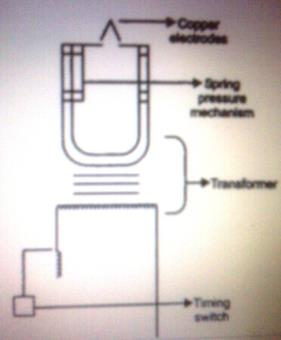 Copper
electrodes
Spring
pressure
mechanism
Transformer
Timing
switch